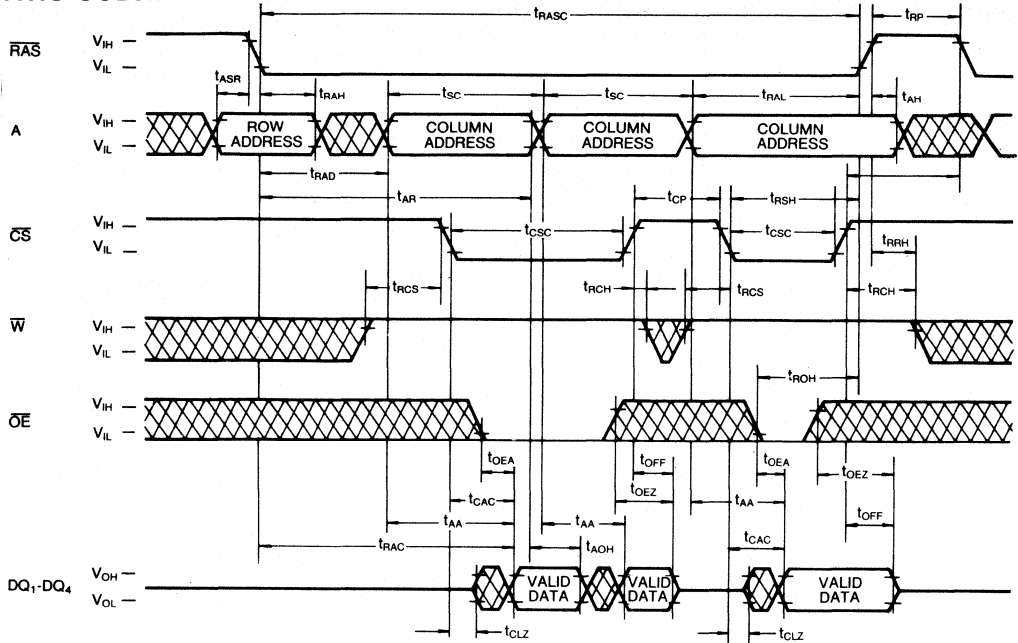 tRASC
tRP
RAS
VIH
VIL
tASR
tRAH
tSC
tSC
tRAL
tAH
A
VIH
VIL
ROW ADDRESS
COLUMN ADDRESS
COLUMN ADDRESS
COLUMN ADDRESS
tRAD
tAR
tCP
tRSH
CS
VIH
VIL
tCSC
tCSC
tRRH
tRCS
tRCH
tRCS
tRCH
W
VIH
VIL
tROH
OE
VIH
VIL
tOEA
tOFF
tOEA
tOEZ
tCAC
tOEZ
tAA
tAA
tAA
tOFF
tRAC
tAOH
tCAC
DQ1-DQ4
VOH
VOL
VALID DATA
VALID DATA
VALID DATA
tCLZ
tCLZ